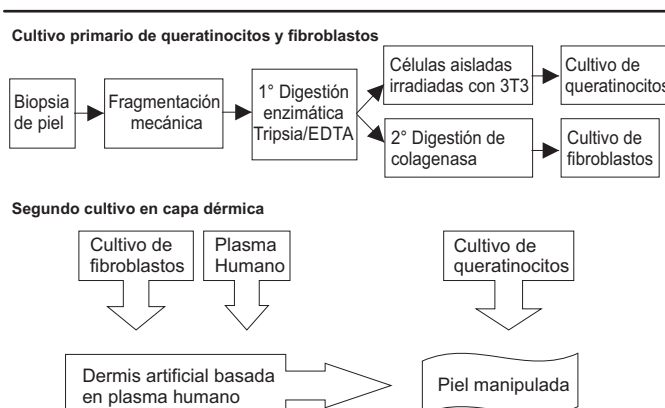 Cultivo primario de queratinocitos y fibroblastos
Biopsia
de piel
Fragmentación
mecánica
1° Digestión
enzimática
Tripsia/EDTA
Células aisladas
irradiadas con 3T3
Cultivo de
queratinocitos
2° Digestión de
colagenasa
Cultivo de
fibroblastos
Segundo cultivo en capa dérmica
Cultivo de
fibroblastos
Plasma
Humano
Cultivo de
queratinocitos
Dermis artificial basada
en plasma humano
Piel manipulada